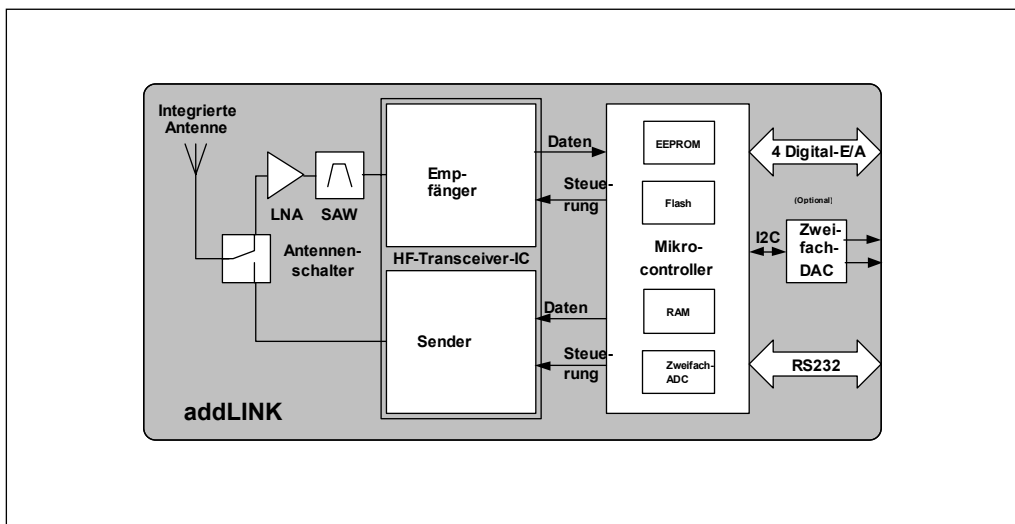 Integrierte
Antenne
LNA
SAW
Antennen-
schalter
Emp-
fänger
HF-Transceiver-IC
Sender
Daten
Steue-
rung
Daten
Steue-
rung
EEPROM
Flash
Mikro-
controller
RAM
Zweifach-
ADC
4 Digital-E/A
(Optional)
I2C
Zwei-
fach-
DAC
RS232
addLINK